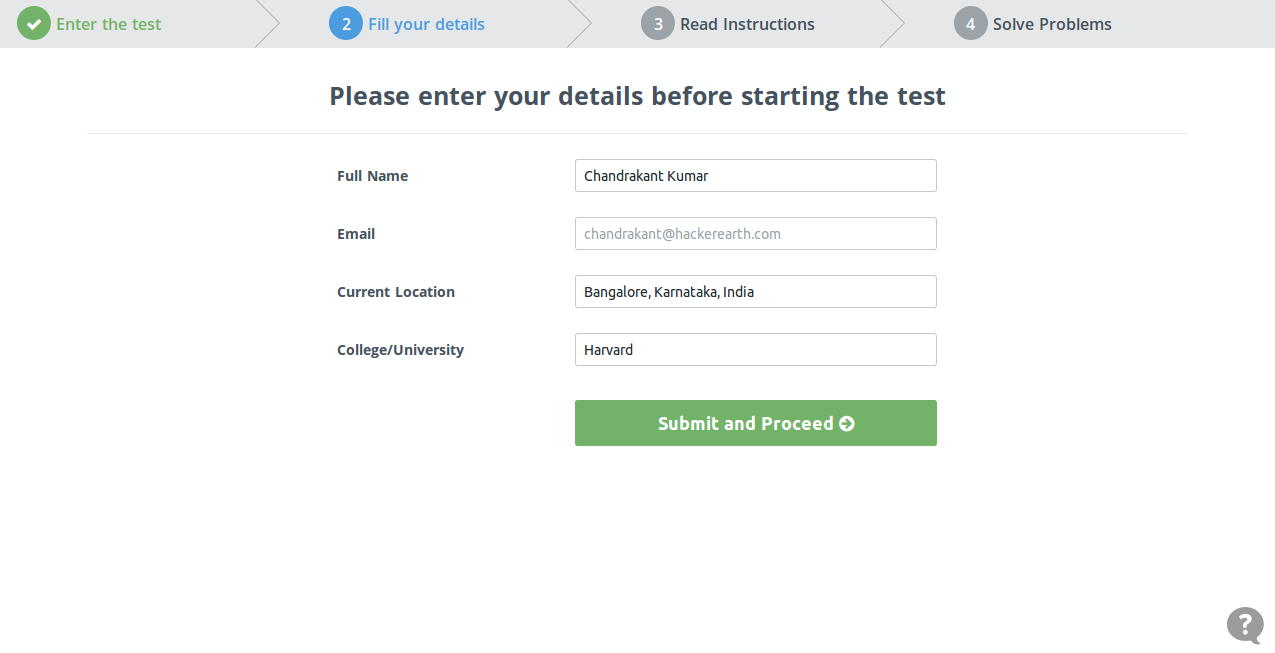 Enter the test
2 Fill your details
3 Read Instructions
4 Solve Problems
Please enter your details before starting the test
Full Name
Chandrakant Kumar
Email
chandrakant@hackerearth.com
Current Location
Bangalore, Karnataka, India
College/University
Harvard
Submit and Proceed
?